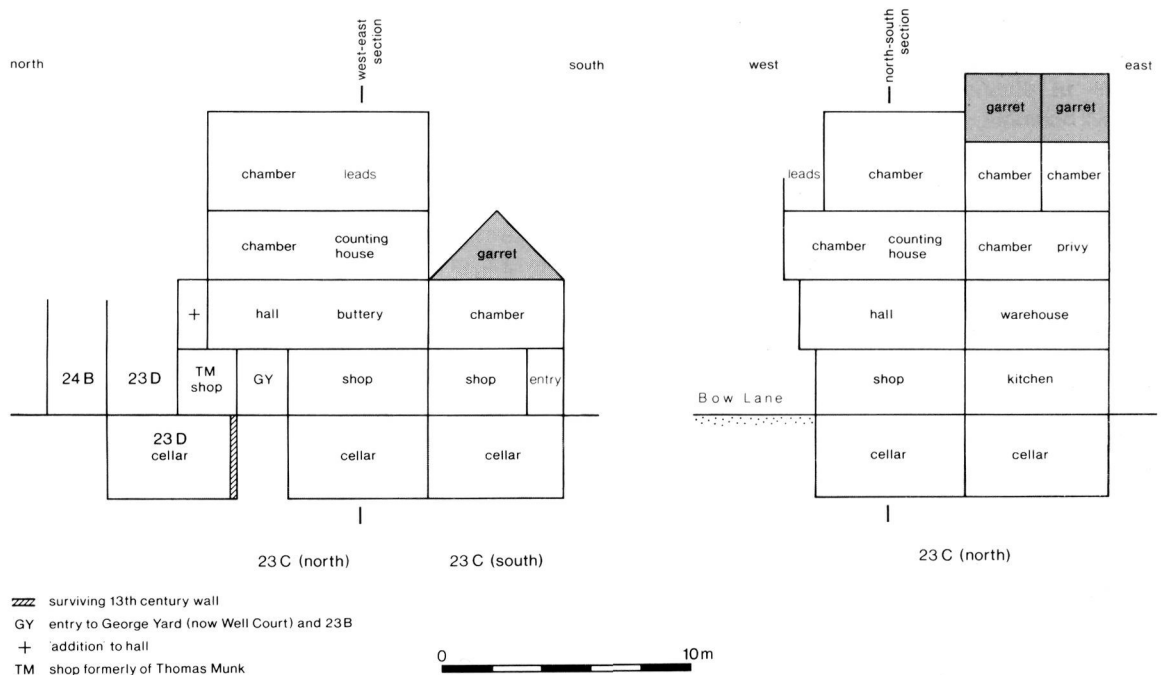 north
west-east
section
south
chamber
leads
chamber
counting
house
garret
+
hall
buttery
chamber
24 B
23 D
TM
shop
GY
shop
shop
entry
23 D
cellar
cellar
cellar
23 C (north)
23 C (south)
west
north-south
section
east
garret
garret
leads
chamber
chamber
chamber
chamber
counting
house
chamber
privy
hall
warehouse
Bow Lane
shop
kitchen
cellar
cellar
23 C (north)
surviving 13th century wall
GY entry to George Yard (now Well Court) and 23B
+ 'addition' to hall
TM shop formerly of Thomas Munk
0
10m